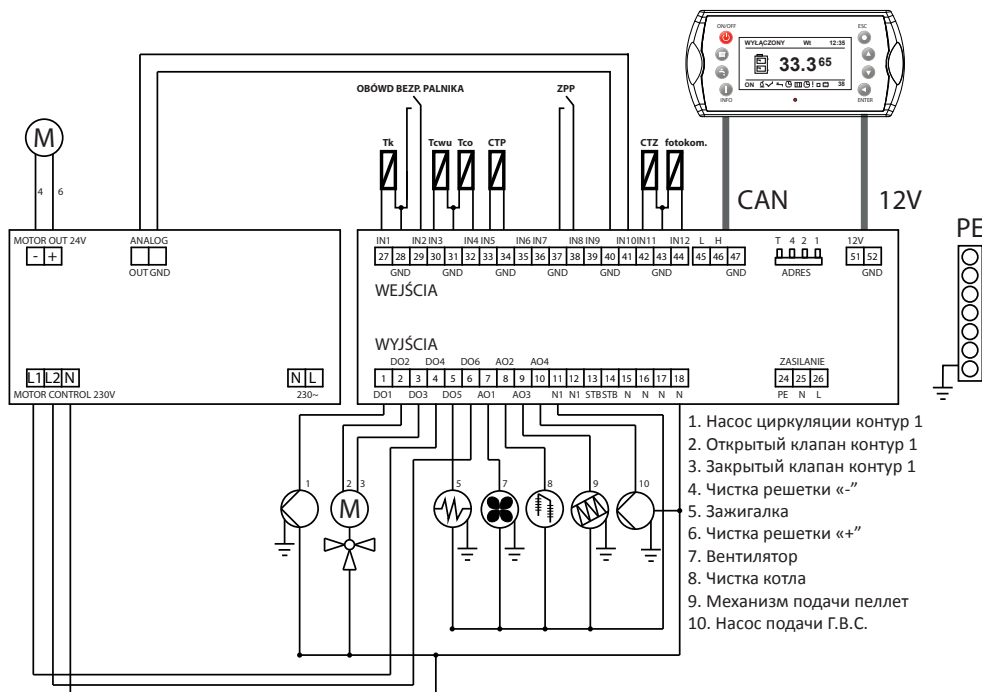 ON/OFF
ESC
WYŁĄCZONY Wt 12:35
33.3 65
ON 38
INFO
ENTER
OBÓWD BEZP. PALNIKA
ZPP
Tk
Tcwu Tco
CTP
CTZ fotokom.
M
4 6
CAN
12V
PE
MOTOR OUT 24V
ANALOG
- +
OUT GND
IN1 IN2 IN3 IN4 IN5 IN6 IN7 IN8 IN9 IN10 IN11 IN12 L H T 4 2 1 12V
27 28 29 30 31 32 33 34 35 36 37 38 39 40 41 42 43 44 45 46 47 51 52
GND GND GND GND GND GND GND ADRES GND
WEJŚCIA
WYJŚCIA
DO2 DO4 DO6 AO2 AO4 ZASILANIE
L1 L2 N
N L
1 2 3 4 5 6 7 8 9 10 11 12 13 14 15 16 17 18 24 25 26
MOTOR CONTROL 230V
230~
DO1 DO3 DO5 AO1 AO3 N1 N1 STB STB N N N N PE N L
1
2 3
M
5
7
8
9
10
1. Насос циркуляции контур 1
2. Открытый клапан контур 1
3. Закрытый клапан контур 1
4. Чистка решетки «-”
5. Зажигалка
6. Чистка решетки «+”
7. Вентилятор
8. Чистка котла
9. Механизм подачи пеллет
10. Насос подачи Г.В.С.